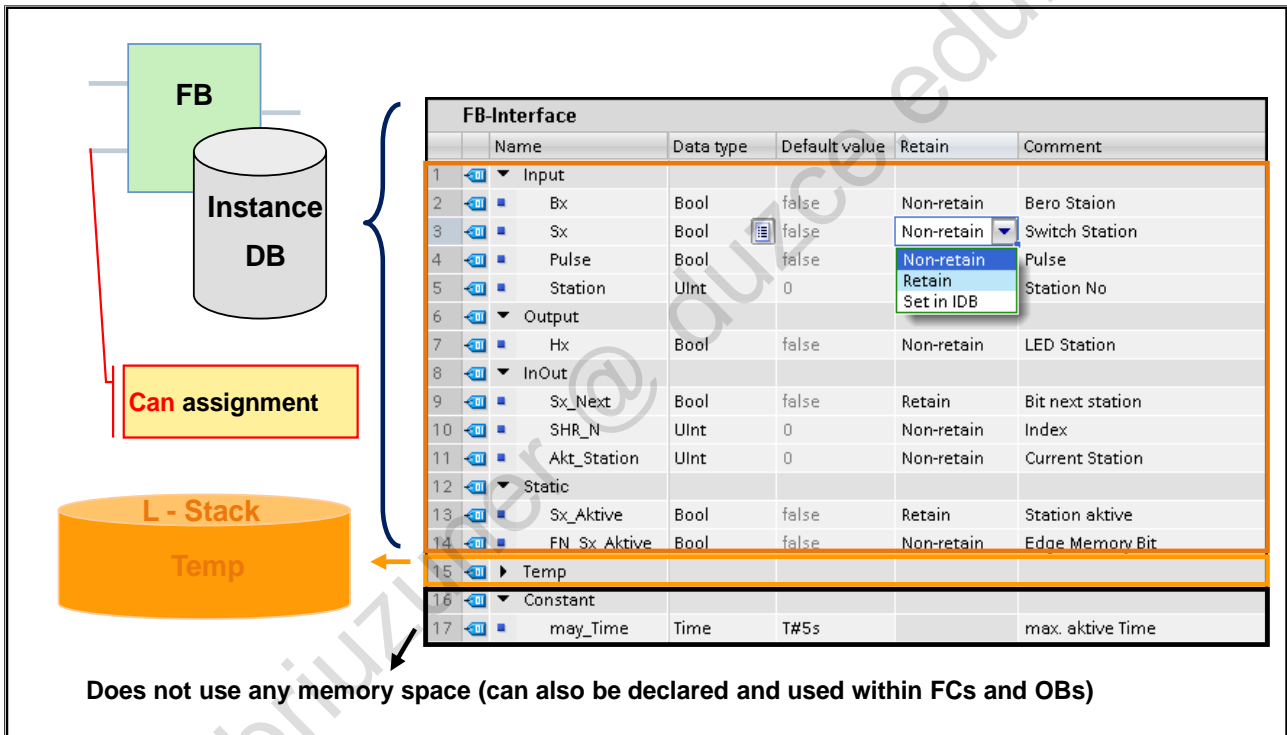 FB
Instance
DB
Can assignment
L - Stack
Temp
FB-Interface
Name Data type Default value Retain Comment
1 Input
2 Bx Bool false Non-retain Bero Staion
3 Sx Bool false Non-retain Switch Station
4 Pulse Bool false Non-retain Pulse
5 Station UInt 0 Retain Station No
Set in IDB
6 Output
7 Hx Bool false Non-retain LED Station
8 InOut
9 Sx_Next Bool false Retain Bit next station
10 SHR_N UInt 0 Non-retain Index
11 Akt_Station UInt 0 Non-retain Current Station
12 Static
13 Sx_Aktive Bool false Retain Station aktive
14 FN_Sx_Aktive Bool false Non-retain Edge Memory Bit
15 Temp
16 Constant
17 may_Time Time T#5s max. aktive Time
Does not use any memory space (can also be declared and used within FCs and OBs)